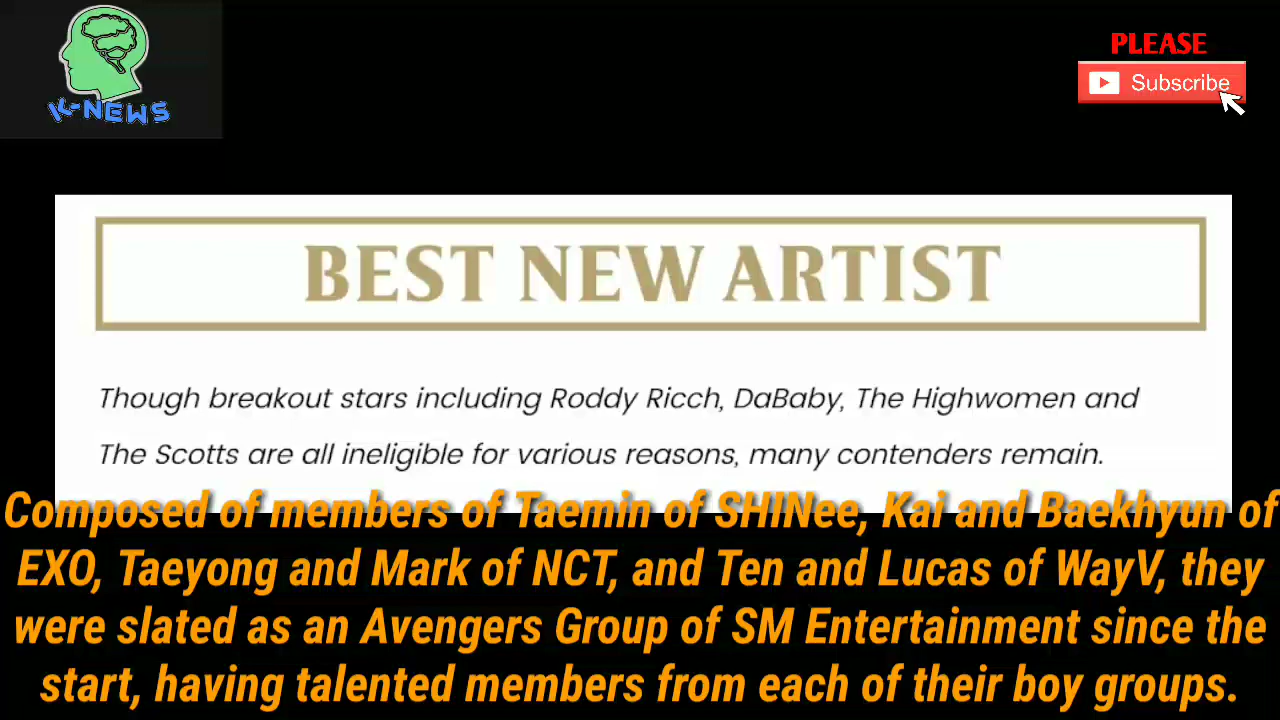 K-NEWS
PLEASE
Subscribe
BEST NEW ARTIST
Though breakout stars including Roddy Ricch, DaBaby, The Highwomen and
The Scotts are all ineligible for various reasons, many contenders remain.
Composed of members of Taemin of SHINee, Kai and Baekhyun of
EXO, Taeyong and Mark of NCT, and Ten and Lucas of WayV, they
were slated as an Avengers Group of SM Entertainment since the
start, having talented members from each of their boy groups.